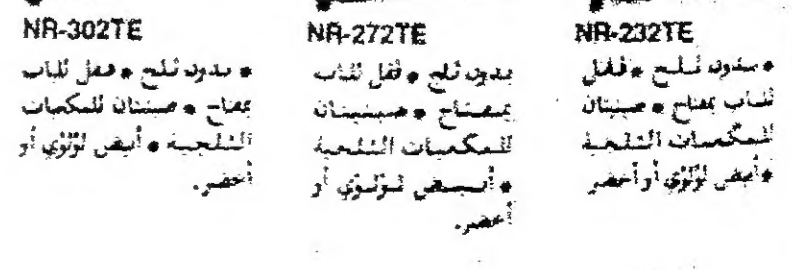 NR-232TE
• بدون ثلج • قفل
للباب بمفتاح • صينيتان
للمكعبات الثلجية
• أبيض لؤلؤي أو أخضر
NR-272TE
بدون ثلج • قفل للباب
بمفتاح • صينيتان
للمكعبات الثلجية
• أبيض لؤلؤي أو
أخضر.
NR-302TE
• بدون ثلج • قفل للباب
بمفتاح • صينيتان للمكعبات
الثلجية • أبيض لؤلؤي أو
أخضر.